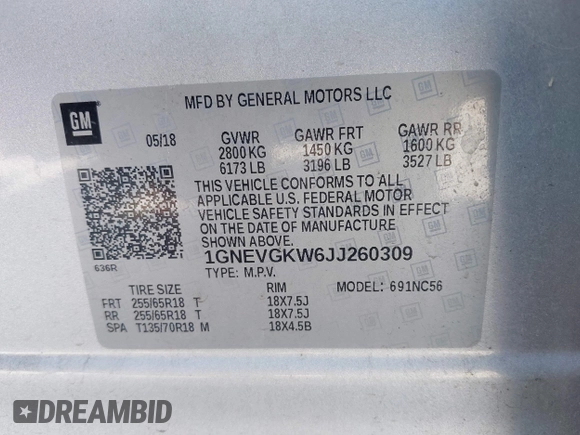 MFD BY GENERAL MOTORS LLC
GM
05/18 GVWR GAWR FRT GAWR RR
2800 KG 1450 KG 1600 KG
6173 LB 3196 LB 3527 LB
THIS VEHICLE CONFORMS TO ALL
APPLICABLE U.S. FEDERAL MOTOR
VEHICLE SAFETY STANDARDS IN EFFECT
ON THE DATE OF MANUFACTURE
SHOWN ABOVE.
636R
1GNEVGKW6JJ260309
TYPE: M.P.V. MODEL: 691NC56
TIRE SIZE RIM
FRT 255/65R18 T 18X7.5J
RR 255/65R18 T 18X7.5J
SPA T135/70R18 M 18X4.5B
DREAMBID